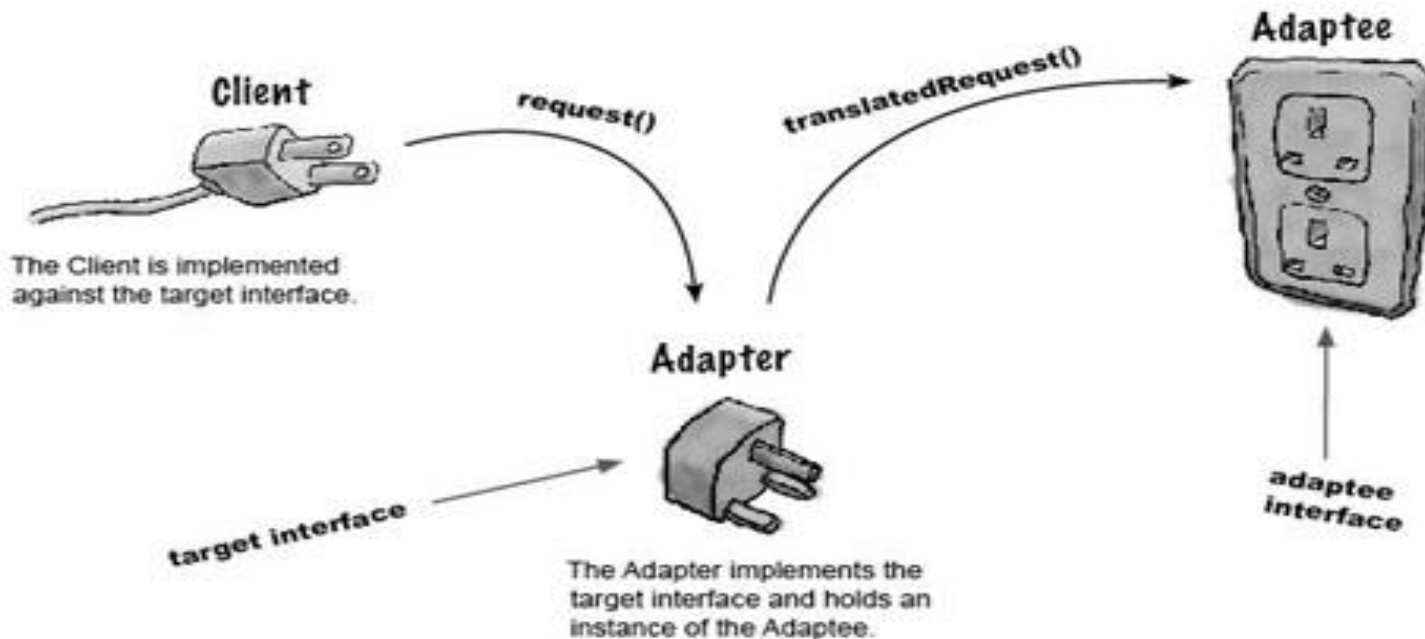 Client
request()
translatedRequest()
Adaptee
The Client is implemented
against the target interface.
Adapter
target interface
adaptee
interface
The Adapter implements the
target interface and holds an
instance of the Adaptee.